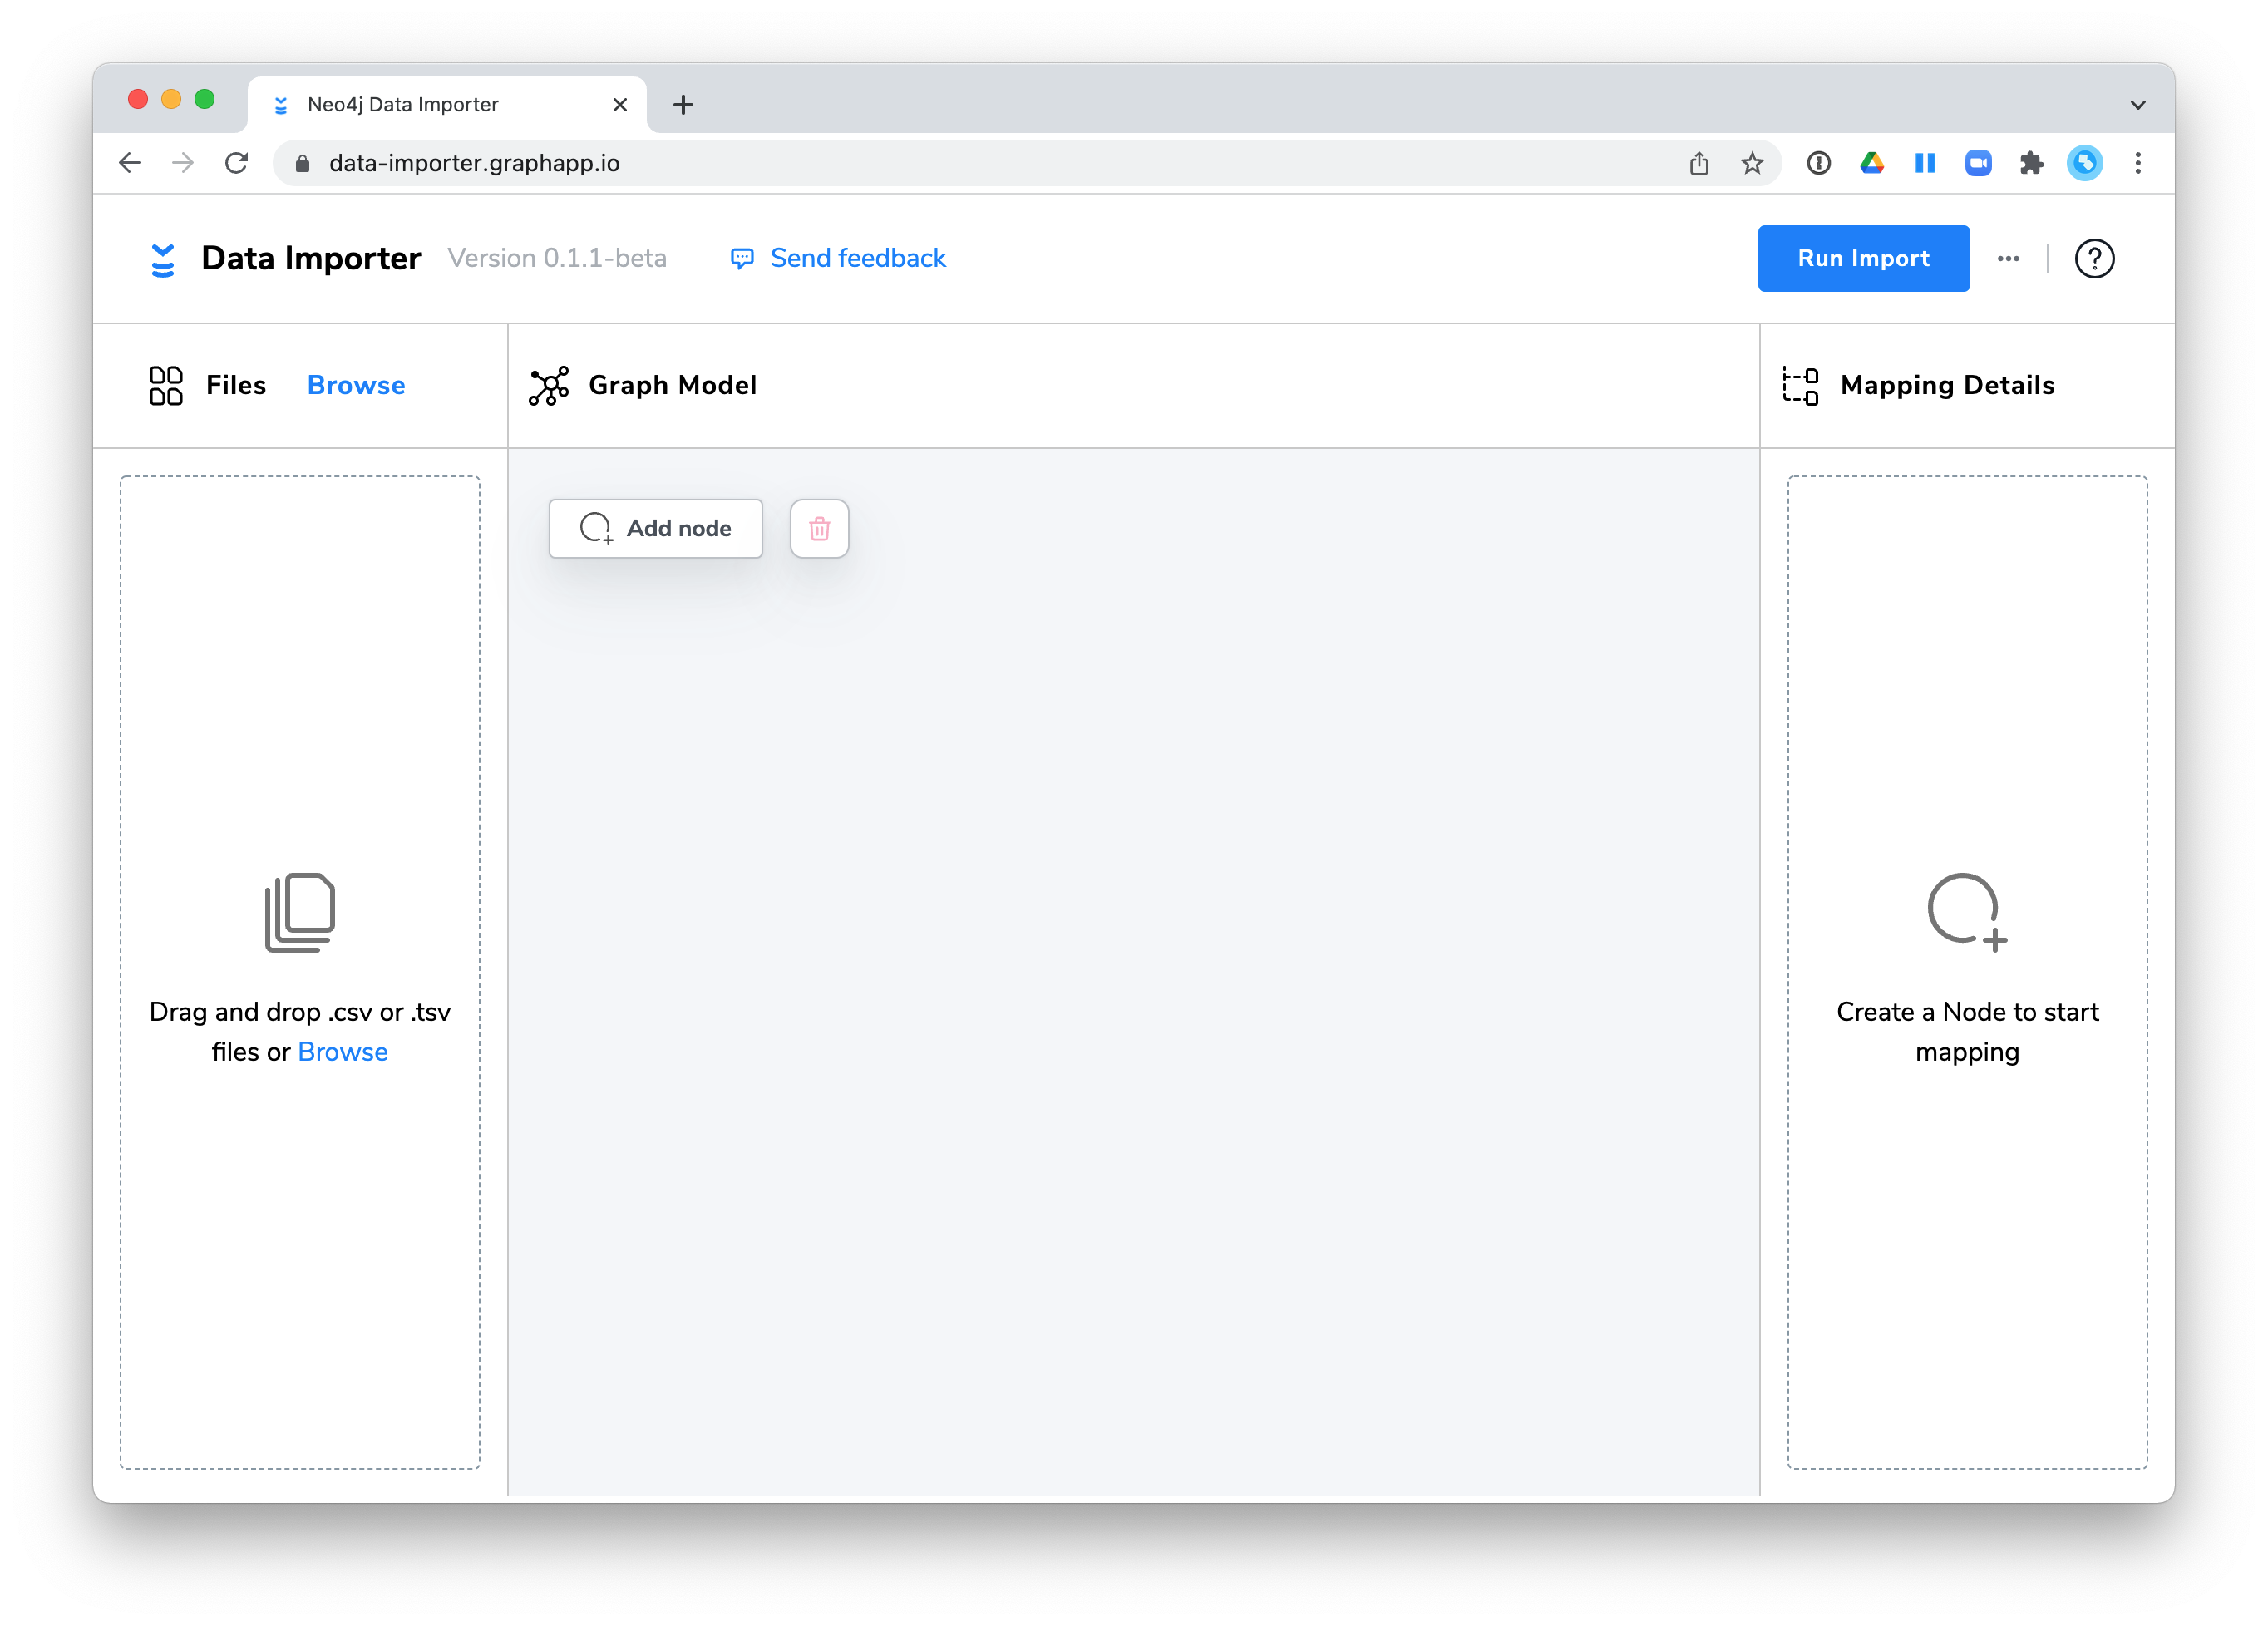 Neo4j Data Importer
data-importer.graphapp.io
Data Importer Version 0.1.1-beta Send feedback Run Import
Files Browse Graph Model Mapping Details
Add node
Drag and drop .csv or .tsv
files or Browse
Create a Node to start
mapping